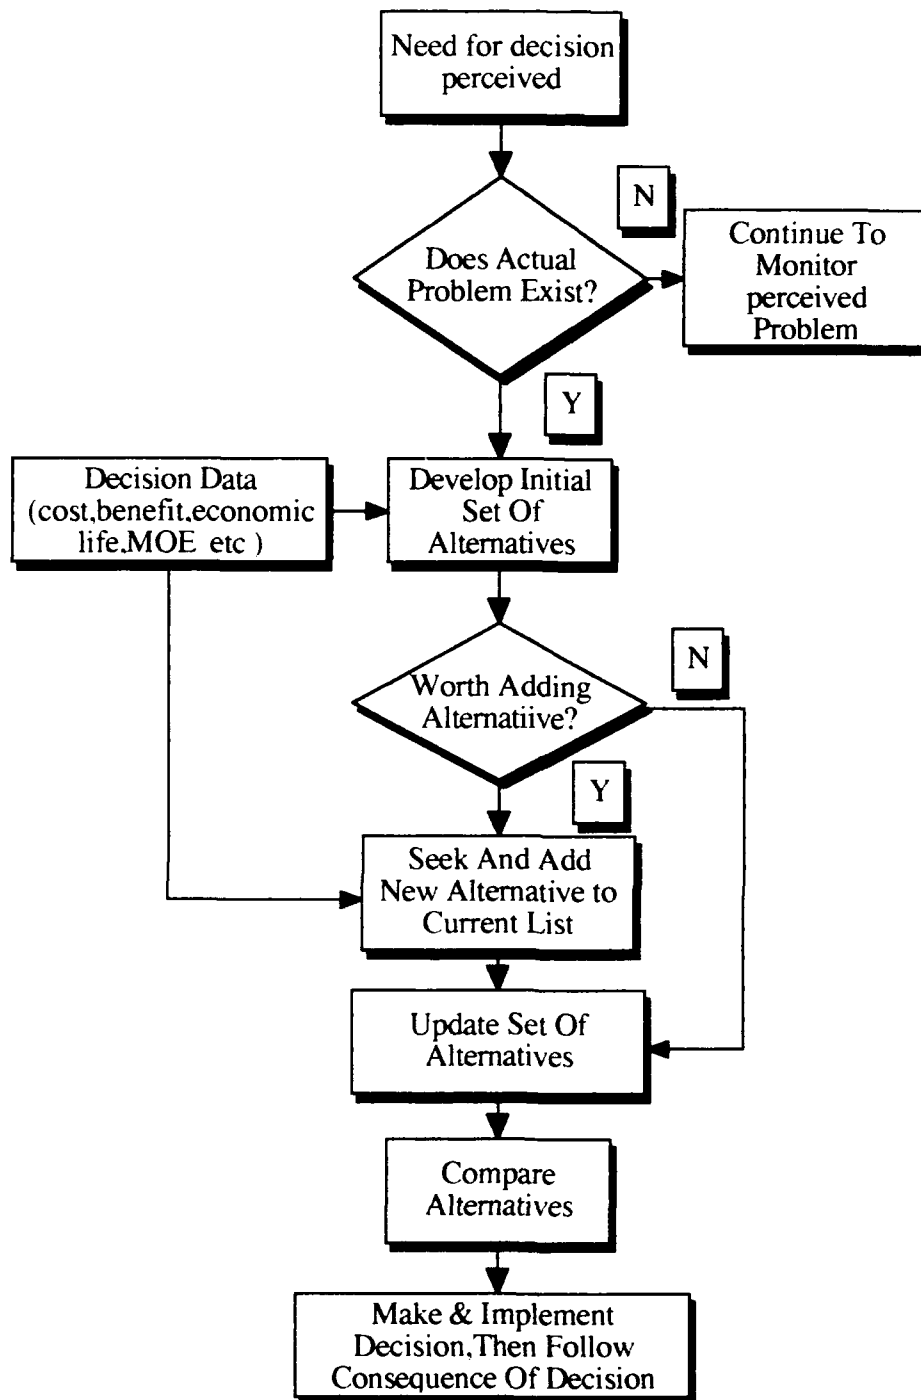 Need for decision
perceived
N
Does Actual
Problem Exist?
Continue To
Monitor
perceived
Problem
Y
Decision Data
(cost,benefit,economic
life,MOE etc )
Develop Initial
Set Of
Alternatives
N
Worth Adding
Alternatiive?
Y
Seek And Add
New Alternative to
Current List
Update Set Of
Alternatives
Compare
Alternatives
Make & Implement
Decision,Then Follow
Consequence Of Decision